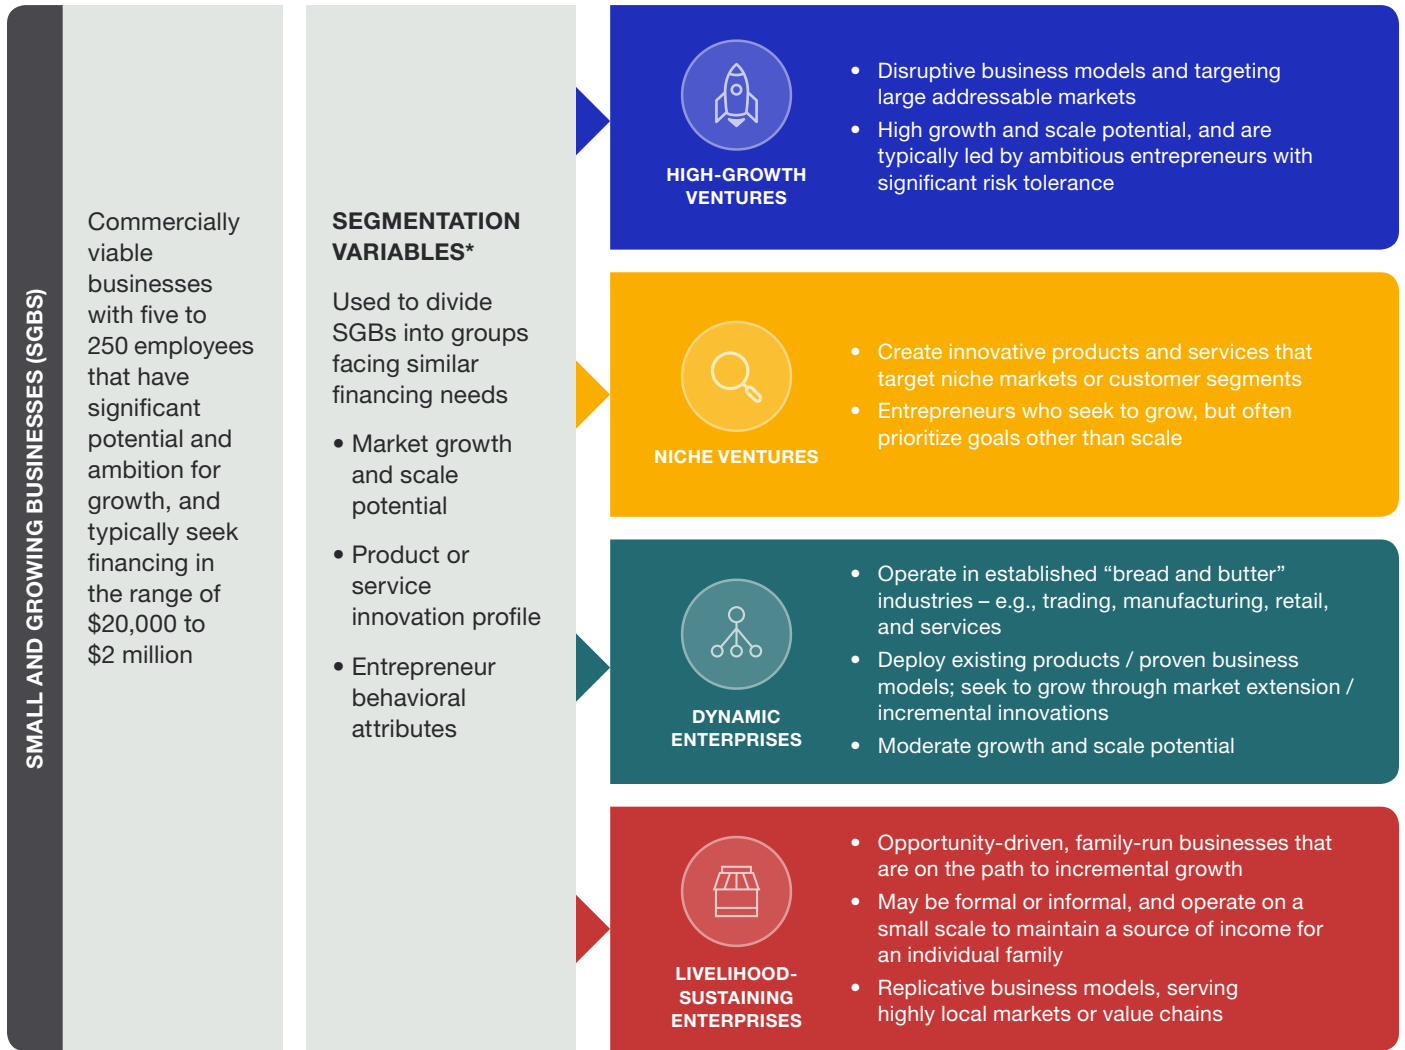 SMALL AND GROWING BUSINESSES (SGBS)
Commercially
viable
businesses
with five to
250 employees
that have
significant
potential and
ambition for
growth, and
typically seek
financing in
the range of
$20,000 to
$2 million
SEGMENTATION
VARIABLES*
Used to divide
SGBs into groups
facing similar
financing needs
• Market growth
and scale
potential
• Product or
service
innovation profile
• Entrepreneur
behavioral
attributes
HIGH-GROWTH
VENTURES
• Disruptive business models and targeting
large addressable markets
• High growth and scale potential, and are
typically led by ambitious entrepreneurs with
significant risk tolerance
NICHE VENTURES
• Create innovative products and services that
target niche markets or customer segments
• Entrepreneurs who seek to grow, but often
prioritize goals other than scale
DYNAMIC
ENTERPRISES
• Operate in established “bread and butter”
industries – e.g., trading, manufacturing, retail,
and services
• Deploy existing products / proven business
models; seek to grow through market extension /
incremental innovations
• Moderate growth and scale potential
LIVELIHOOD-
SUSTAINING
ENTERPRISES
• Opportunity-driven, family-run businesses that
are on the path to incremental growth
• May be formal or informal, and operate on a
small scale to maintain a source of income for
an individual family
• Replicative business models, serving
highly local markets or value chains